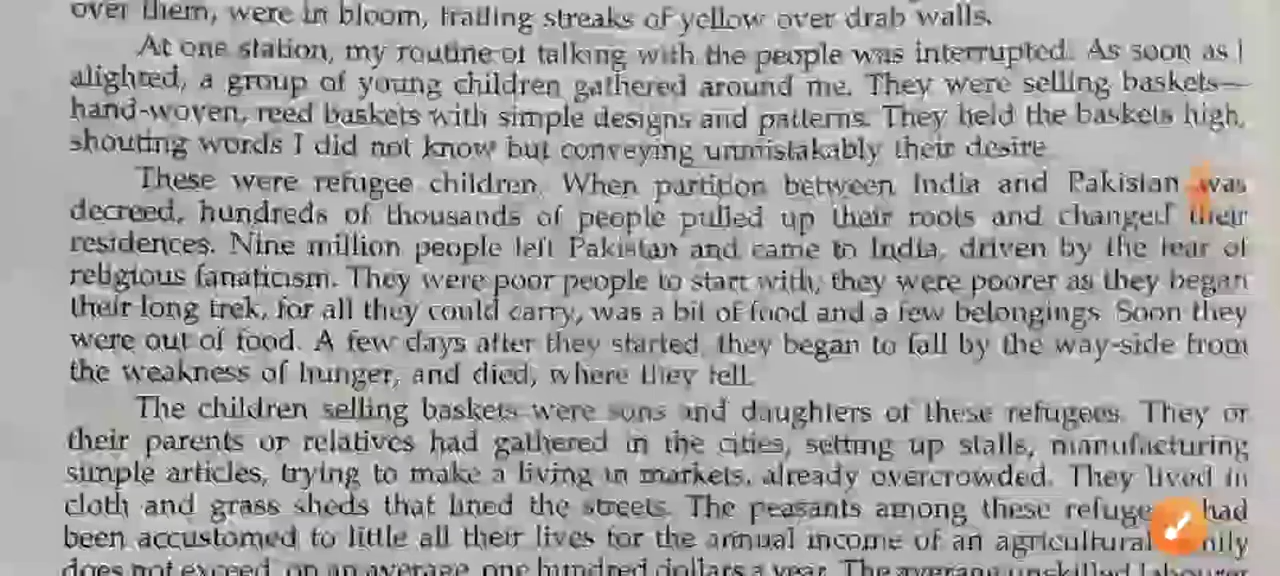 over them, were in bloom, trailing streaks of yellow over drab walls.
At one station, my routine of talking with the people was interrupted. As soon as I
alighted, a group of young children gathered around me. They were selling baskets—
hand-woven, reed baskets with simple designs and patterns. They held the baskets high,
shouting words I did not know but conveying unmistakably their desire
These were refugee children. When partition between India and Pakistan was
decreed, hundreds of thousands of people pulled up their roots and changed their
residences. Nine million people left Pakistan and came to India, driven by the fear of
religious fanaticism. They were poor people to start with, they were poorer as they began
their long trek, for all they could carry, was a bit of food and a few belongings. Soon they
were out of food. A few days after they started, they began to fall by the way-side from
the weakness of hunger, and died, where they fell.
The children selling baskets were sons and daughters of these refugees. They or
their parents or relatives had gathered in the cities, setting up stalls, manufacturing
simple articles, trying to make a living in markets, already overcrowded. They lived in
cloth and grass sheds that lined the streets. The peasants among these had
been accustomed to little all their lives for the annual income of an agricultural
does not exceed, on an average one hundred dollars a year. The average unskilled labourer